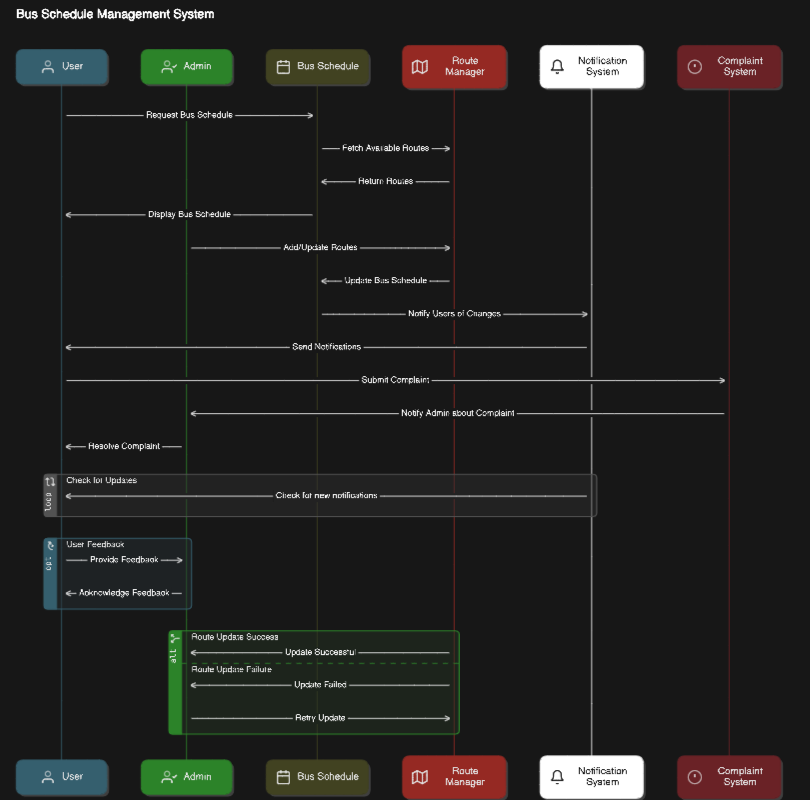 Bus Schedule Management System
User
Admin
Bus Schedule
Route
Manager
Notification
System
Complaint
System
Request Bus Schedule
Fetch Available Routes
Return Routes
Display Bus Schedule
Add/Update Routes
Update Bus Schedule
Notify Users of Changes
Send Notifications
Submit Complaint
Notify Admin about Complaint
Resolve Complaint
loop
Check for Updates
Check for new notifications
opt
User Feedback
Provide Feedback
Acknowledge Feedback
alt
Route Update Success
Update Successful
Route Update Failure
Update Failed
Retry Update
User
Admin
Bus Schedule
Route
Manager
Notification
System
Complaint
System